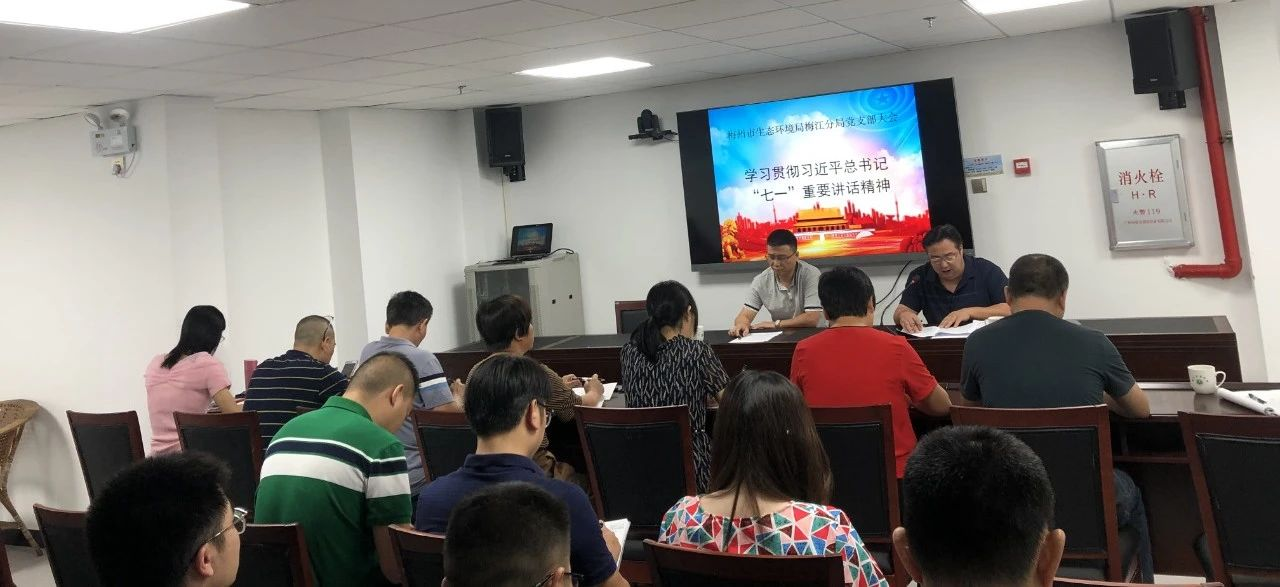 梅州市生态环境局梅江分局党支部大会
学习贯彻习近平总书记
“七一”重要讲话精神
消火栓
H·R
火警119